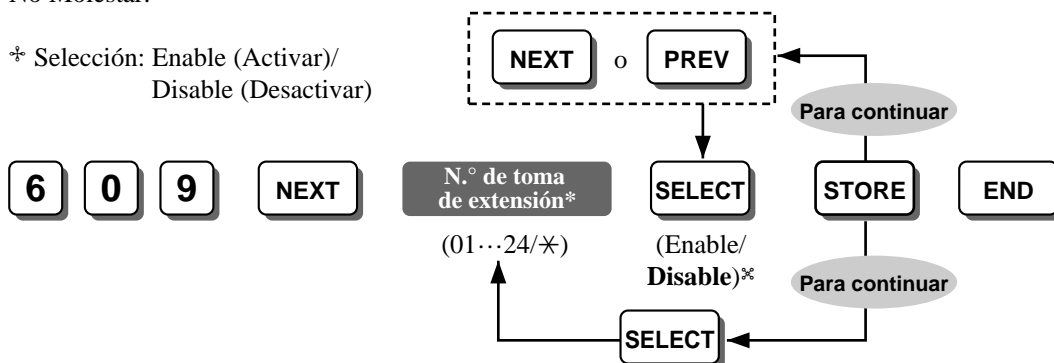 No Molestar.
✣ Selección: Enable (Activar)/
Disable (Desactivar)
NEXT o PREV
Para continuar
6 0 9 NEXT N.° de toma de extensión* SELECT STORE END
(01···24/✳) (Enable/
Disable)✣
Para continuar
SELECT